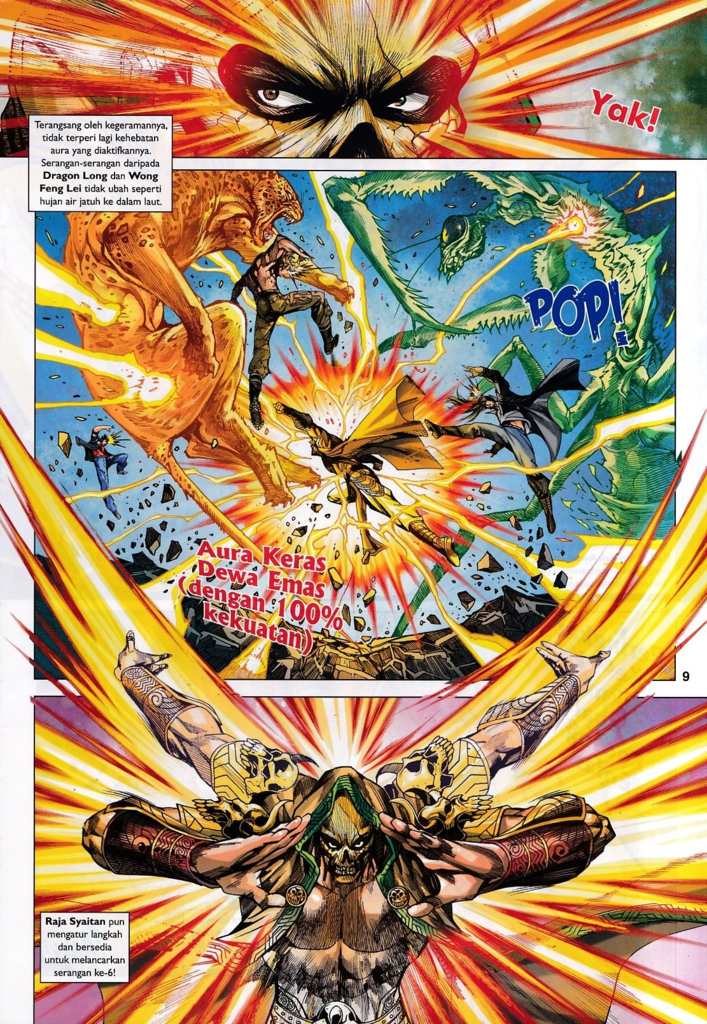 Yak!
Terangsang oleh kegeramannya,
tidak terperi lagi kehebatan
aura yang diaktifkannya.
Serangan-serangan daripada
Dragon Long dan Wong
Feng Lei tidak ubah seperti
hujan air jatuh ke dalam laut.
POP!
Aura Keras
Dewa Emas
(dengan 100%
kekuatan)
9
Raja Syaitan pun
mengatur langkah
dan bersedia
untuk melancarkan
serangan ke-6!